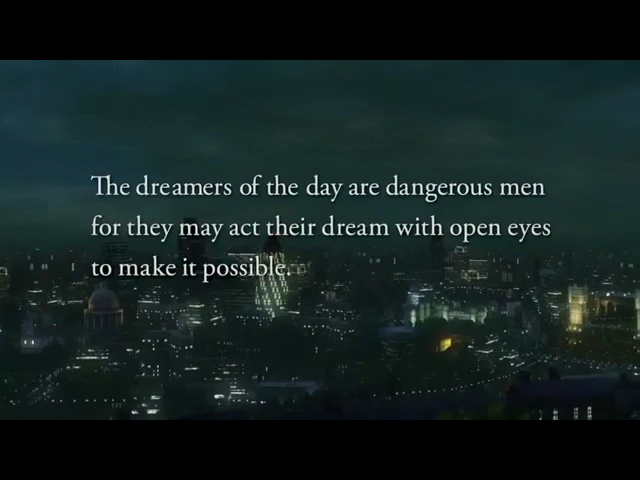 The dreamers of the day are dangerous men
for they may act their dream with open eyes
to make it possible.